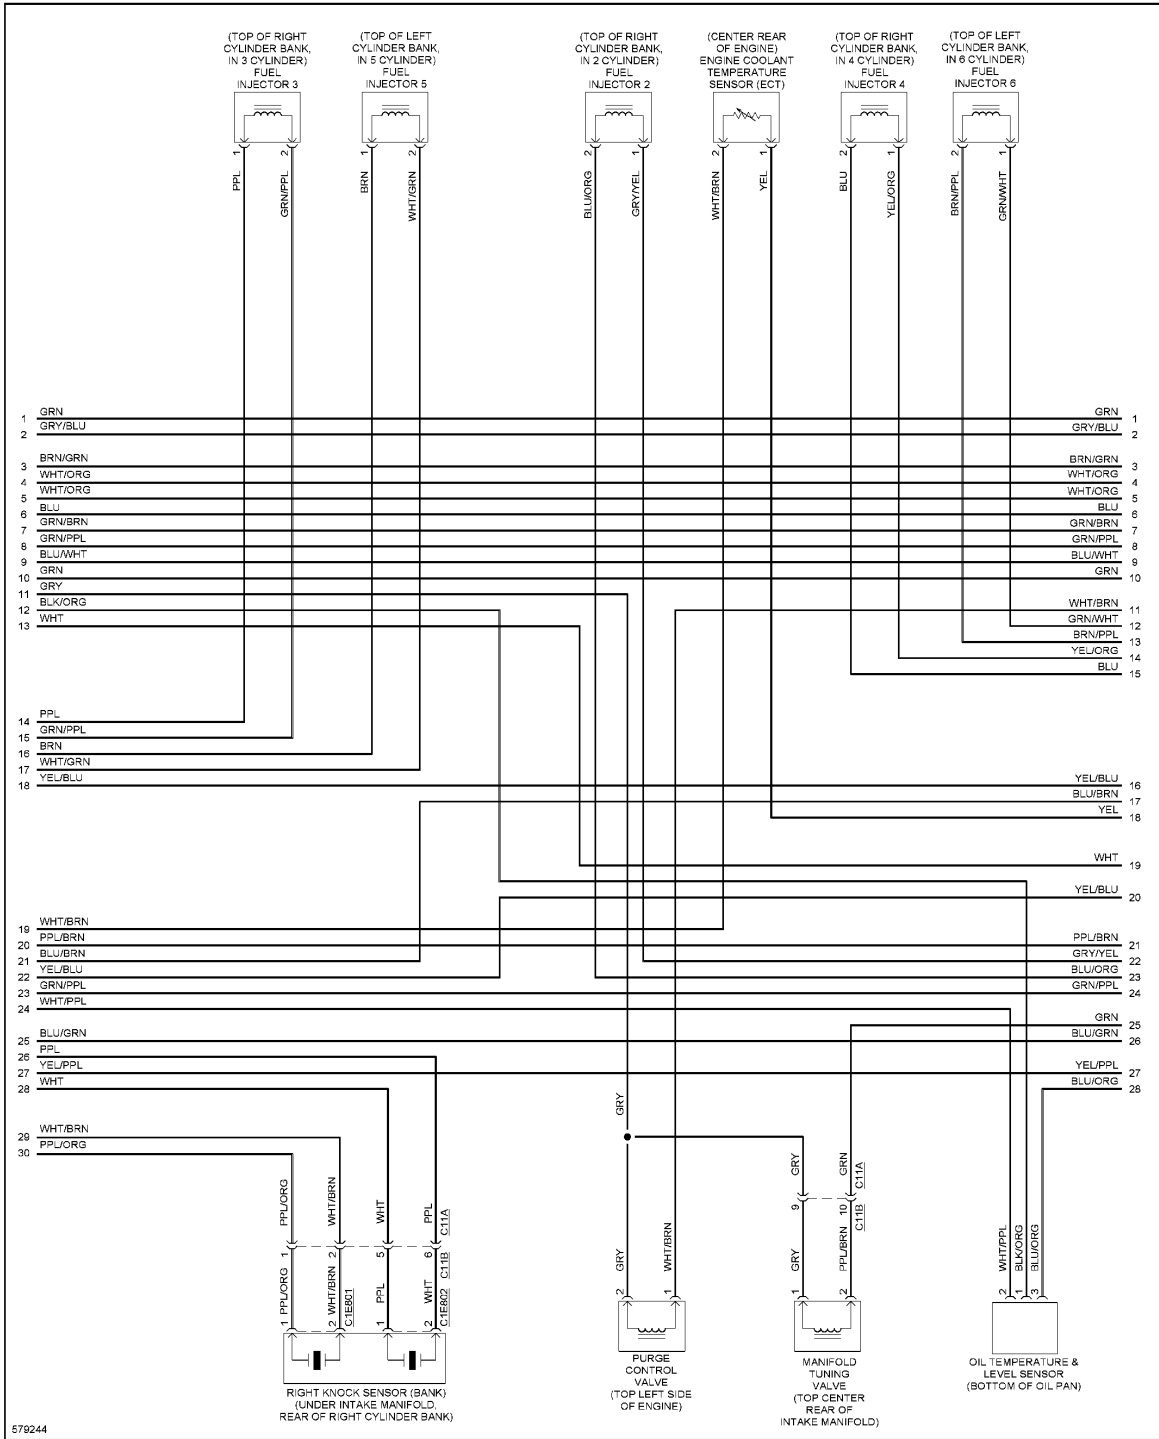 (TOP OF RIGHT
CYLINDER BANK,
IN 3 CYLINDER)
FUEL
INJECTOR 3
(TOP OF LEFT
CYLINDER BANK,
IN 5 CYLINDER)
FUEL
INJECTOR 5
(TOP OF RIGHT
CYLINDER BANK,
IN 2 CYLINDER)
FUEL
INJECTOR 2
(CENTER REAR
OF ENGINE)
ENGINE COOLANT
TEMPERATURE
SENSOR (ECT)
(TOP OF RIGHT
CYLINDER BANK,
IN 4 CYLINDER)
FUEL
INJECTOR 4
(TOP OF LEFT
CYLINDER BANK,
IN 6 CYLINDER)
FUEL
INJECTOR 6
1 2
1 2
2 1
2 1
2 1
2 1
PPL
GRN/PPL
BRN
WHT/GRN
BLU/ORG
GRY/YEL
WHT/BRN
YEL
BLU
YEL/ORG
BRN/PPL
GRN/WHT
1 GRN
2 GRY/BLU
3 BRN/GRN
4 WHT/ORG
5 WHT/ORG
6 BLU
7 GRN/BRN
8 GRN/PPL
9 BLU/WHT
10 GRN
11 GRY
12 BLK/ORG
13 WHT
14 PPL
15 GRN/PPL
16 BRN
17 WHT/GRN
18 YEL/BLU
19 WHT/BRN
20 PPL/BRN
21 BLU/BRN
22 YEL/BLU
23 GRN/PPL
24 WHT/PPL
25 BLU/GRN
26 PPL
27 YEL/PPL
28 WHT
29 WHT/BRN
30 PPL/ORG
GRN 1
GRY/BLU 2
BRN/GRN 3
WHT/ORG 4
WHT/ORG 5
BLU 6
GRN/BRN 7
GRN/PPL 8
BLU/WHT 9
GRN 10
WHT/BRN 11
GRN/WHT 12
BRN/PPL 13
YEL/ORG 14
BLU 15
YEL/BLU 16
BLU/BRN 17
YEL 18
WHT 19
YEL/BLU 20
PPL/BRN 21
GRY/YEL 22
BLU/ORG 23
GRN/PPL 24
GRN 25
BLU/GRN 26
YEL/PPL 27
BLU/ORG 28
PPL/ORG
WHT/BRN
WHT
PPL
C11A
1 2 5 6
C11B
PPL/ORG
WHT/BRN
C1E801
PPL
WHT
C1E802
1 2 1 2
RIGHT KNOCK SENSOR (BANK)
(UNDER INTAKE MANIFOLD,
REAR OF RIGHT CYLINDER BANK)
GRY
GRY
WHT/BRN
2 1
PURGE
CONTROL
VALVE
(TOP LEFT SIDE
OF ENGINE)
GRY
GRN
C11A
9 10
C11B
GRY
PPL/BRN
1 2
MANIFOLD
TUNING
VALVE
(TOP CENTER
REAR OF
INTAKE MANIFOLD)
WHT/PPL
BLK/ORG
BLU/ORG
2 1 3
OIL TEMPERATURE &
LEVEL SENSOR
(BOTTOM OF OIL PAN)
579244